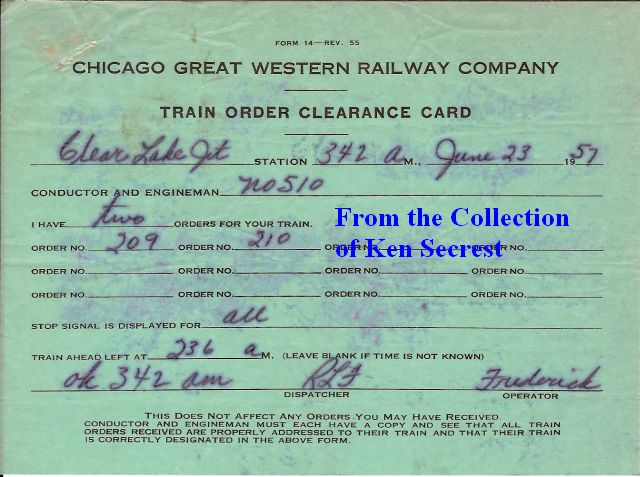 FORM 14—REV. 55
CHICAGO GREAT WESTERN RAILWAY COMPANY
TRAIN ORDER CLEARANCE CARD
Clear Lake Jct STATION 342 a M., June 23 1957
CONDUCTOR AND ENGINEMAN No510
I HAVE two ORDERS FOR YOUR TRAIN.
From the Collection
of Ken Secrest
ORDER NO. 209 ORDER NO. 210 ORDER NO. ORDER NO.
ORDER NO. ORDER NO. ORDER NO. ORDER NO.
ORDER NO. ORDER NO. ORDER NO. ORDER NO.
STOP SIGNAL IS DISPLAYED FOR all
TRAIN AHEAD LEFT AT 236 a M. (LEAVE BLANK IF TIME IS NOT KNOWN)
ok 342 am RLF Frederick
DISPATCHER OPERATOR
THIS DOES NOT AFFECT ANY ORDERS YOU MAY HAVE RECEIVED.
CONDUCTOR AND ENGINEMAN MUST EACH HAVE A COPY AND SEE THAT ALL TRAIN
ORDERS RECEIVED ARE PROPERLY ADDRESSED TO THEIR TRAIN AND THAT THEIR TRAIN
IS CORRECTLY DESIGNATED IN THE ABOVE FORM.